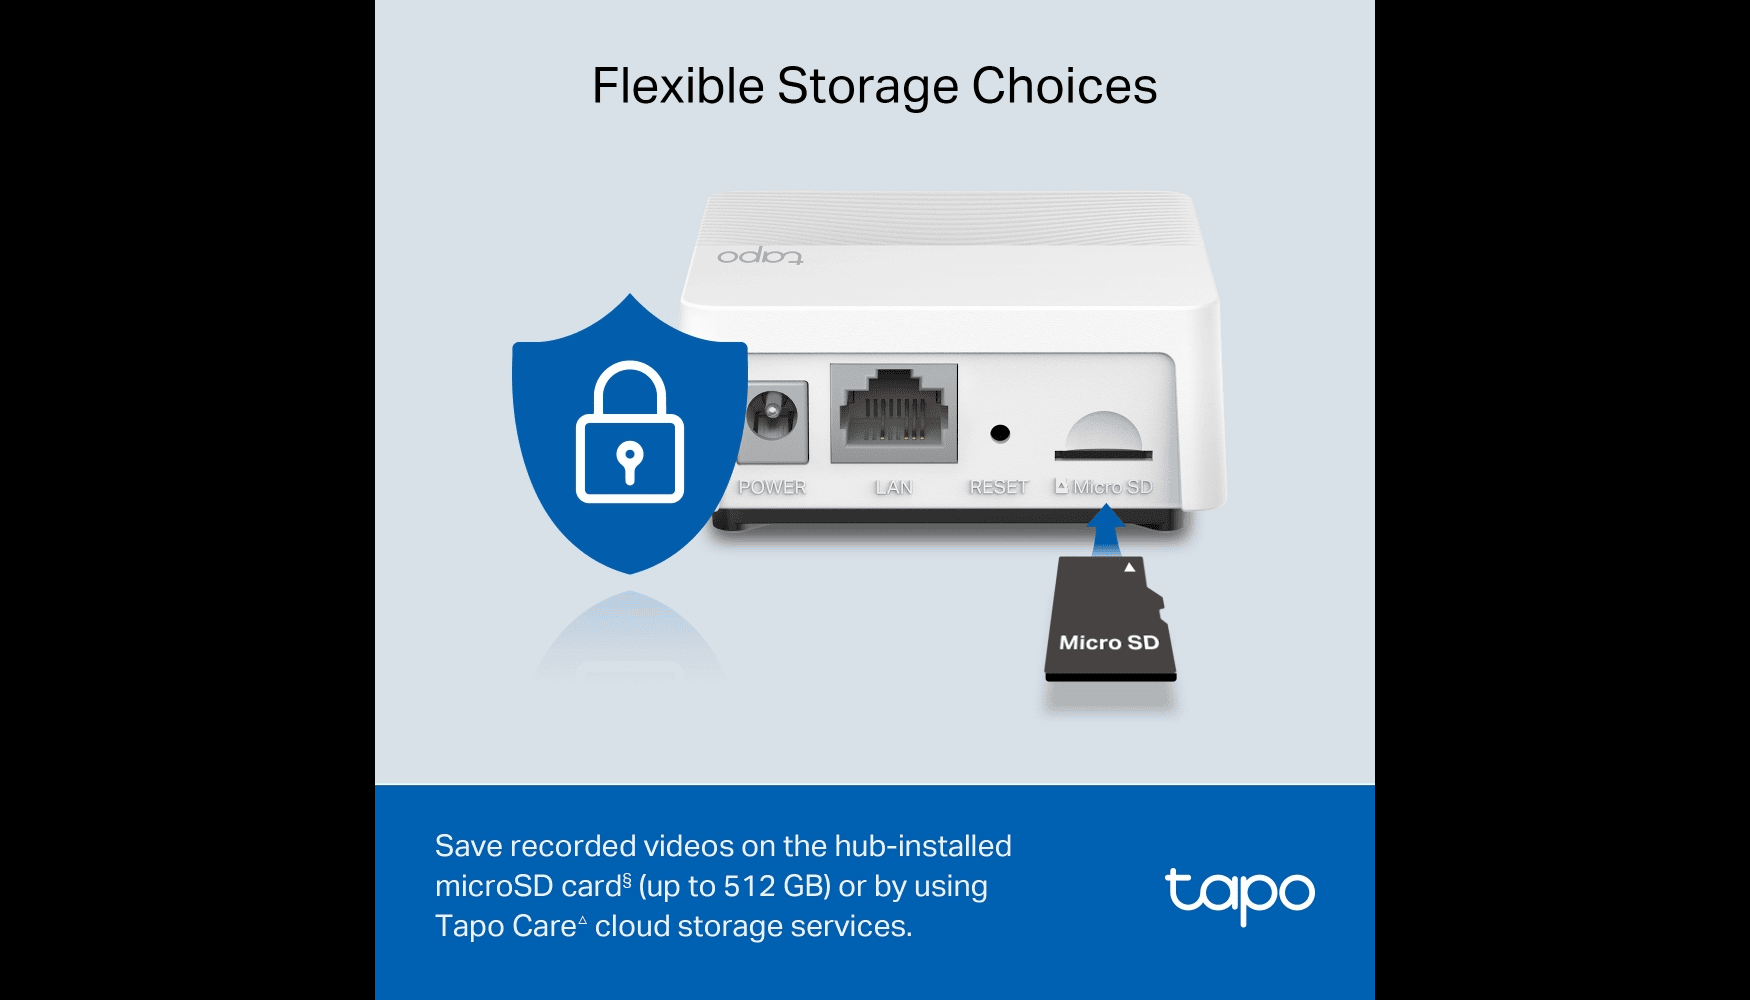 Flexible Storage Choices
tapo
POWER
LAN
RESET
Micro SD
Micro SD
Save recorded videos on the hub-installed
microSD card§ (up to 512 GB) or by using
Tapo Care△ cloud storage services.
tapo